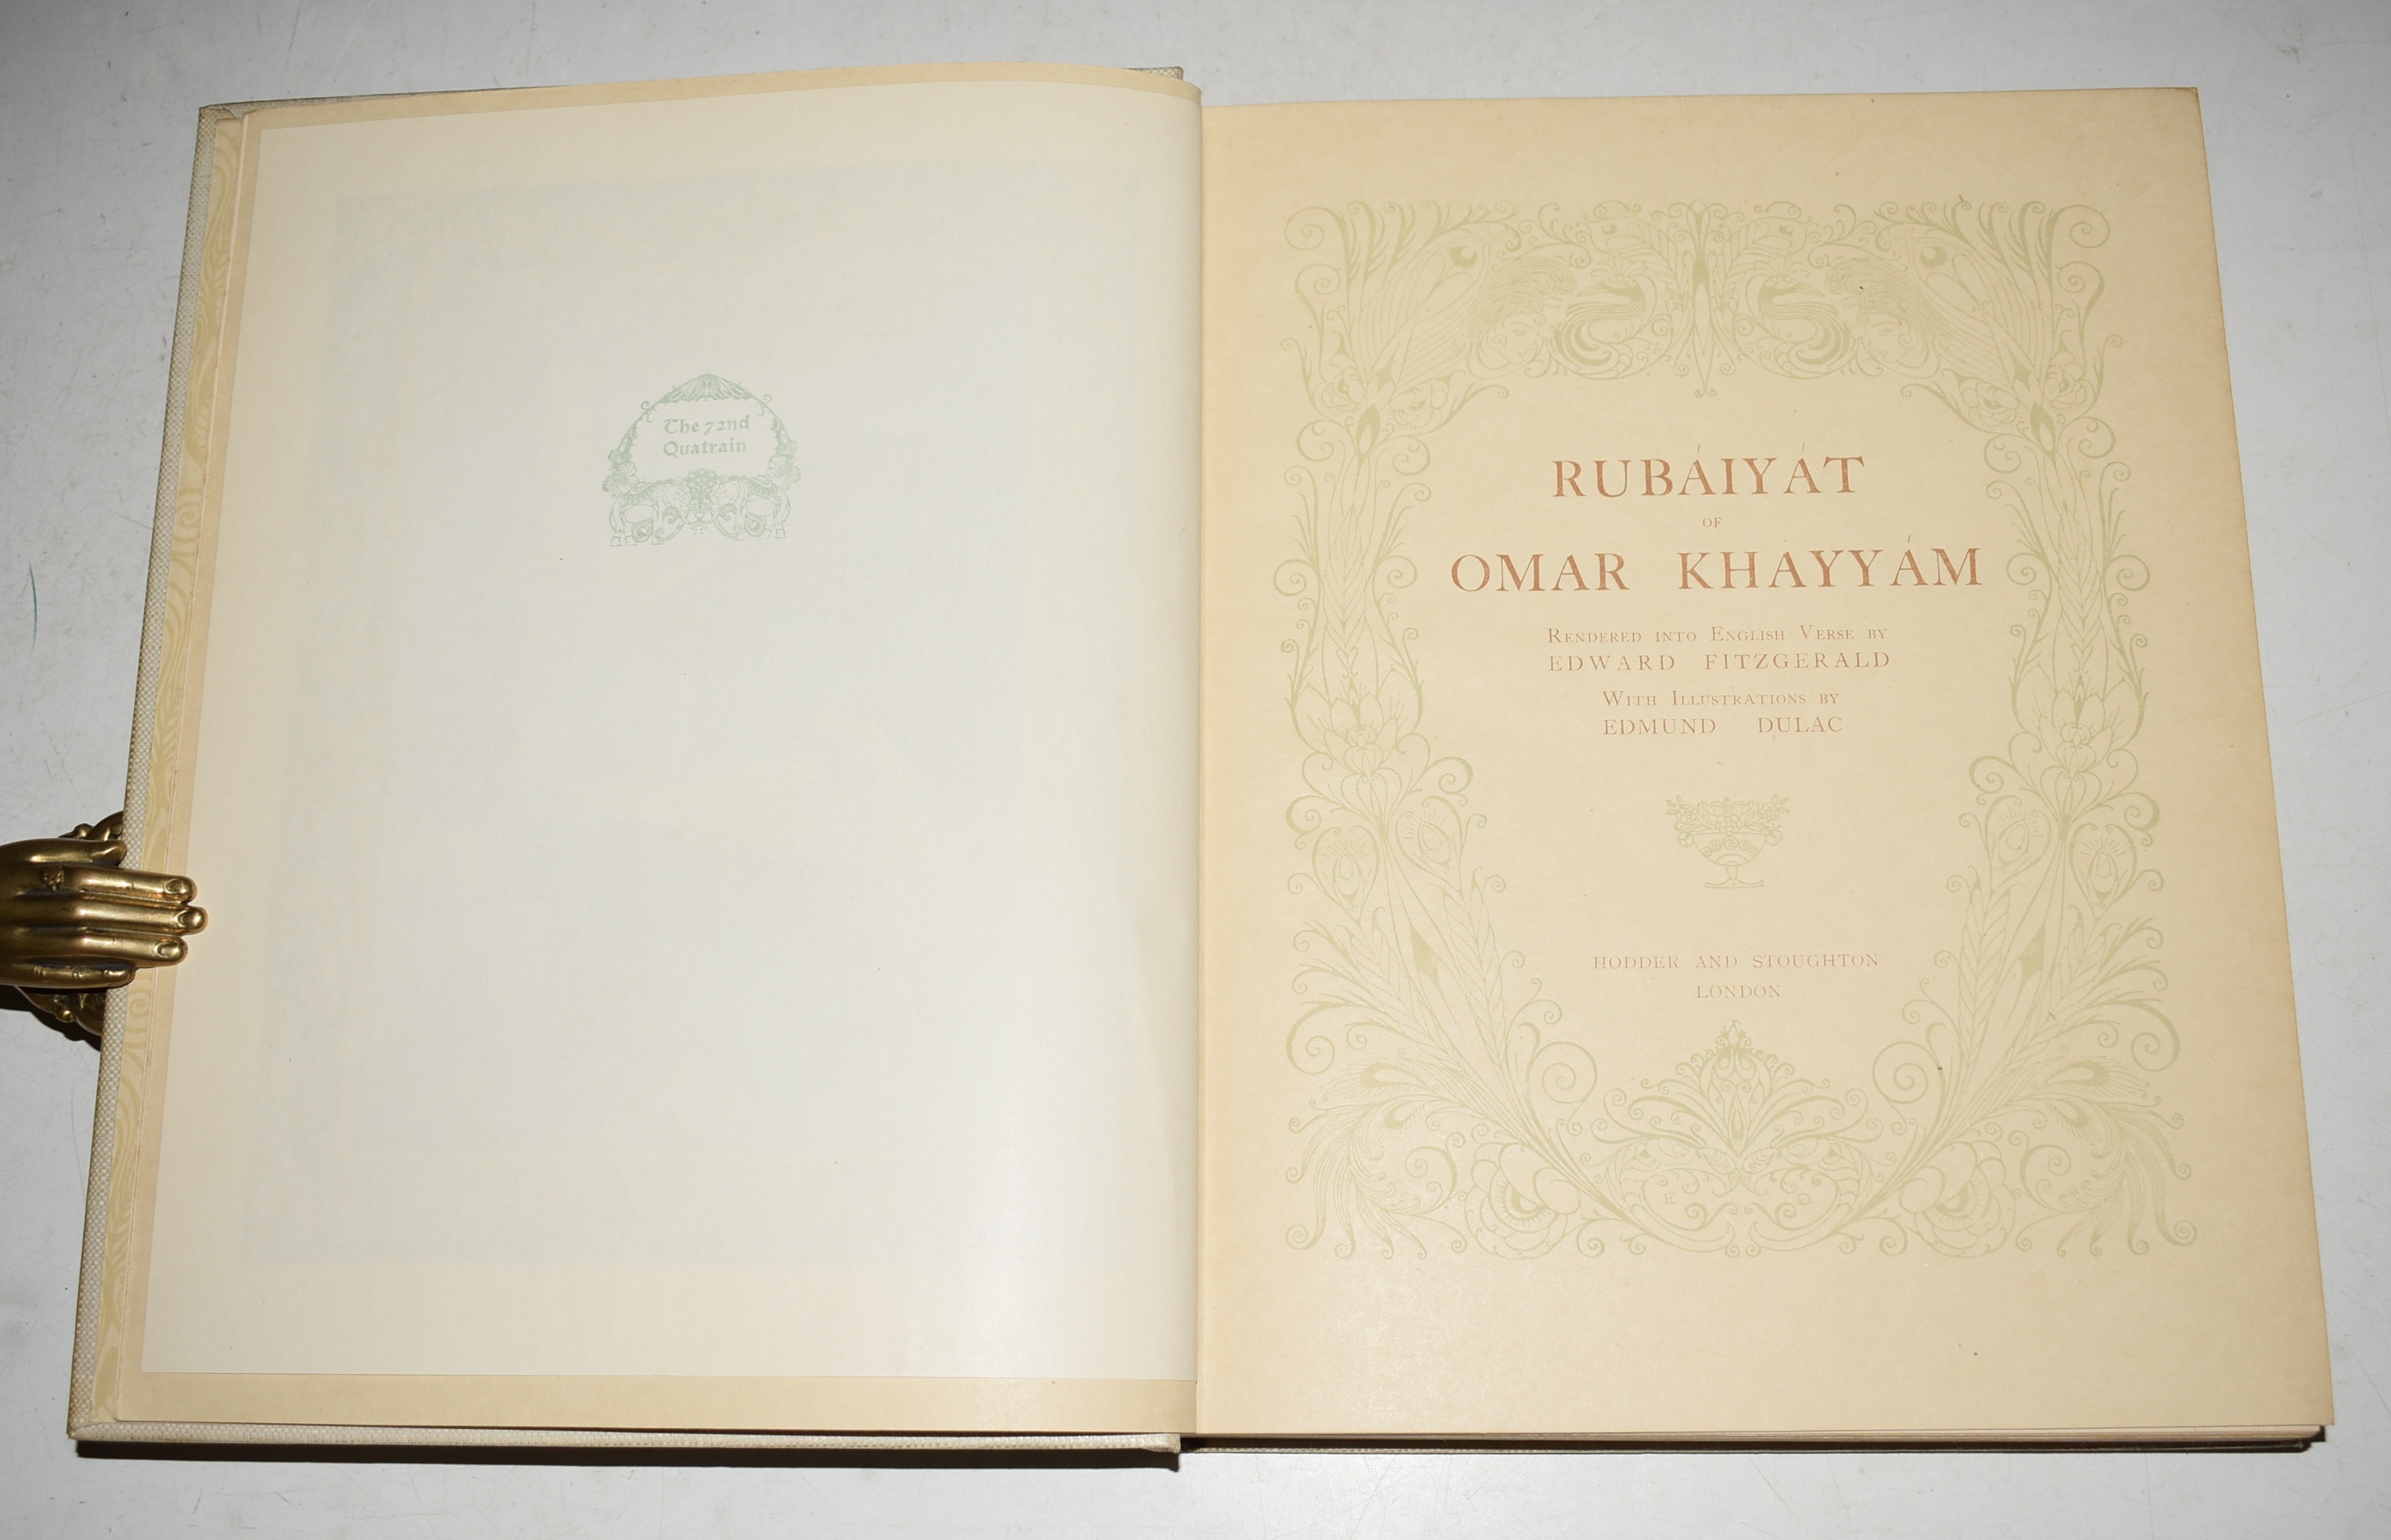 The 72nd
Quatrain
RUBÁIYÁT
OF
OMAR KHAYYÁM
RENDERED INTO ENGLISH VERSE BY
EDWARD FITZGERALD
WITH ILLUSTRATIONS BY
EDMUND DULAC
HODDER AND STOUGHTON
LONDON
E D